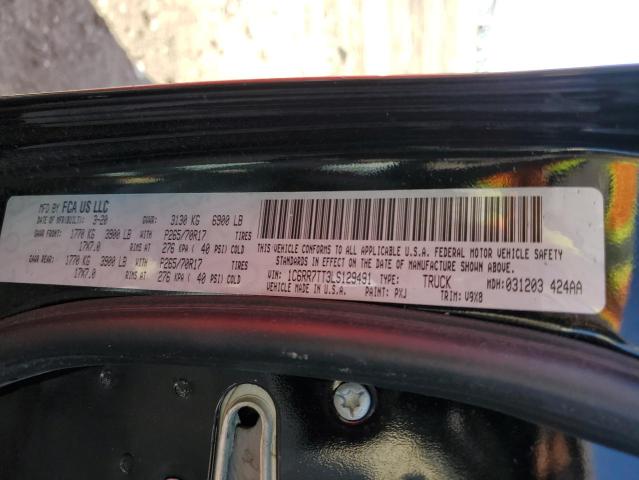 MFD BY FCA US LLC
DATE OF MFR(BUILT): 3-20 GVWR: 3130 KG 6900 LB
GAWR FRONT: 1770 KG 3900 LB WITH P265/70R17 TIRES
17X7.0 RIMS AT 276 KPA ( 40 PSI) COLD
GAWR REAR: 1770 KG 3900 LB WITH P265/70R17 TIRES
17X7.0 RIMS AT 276 KPA ( 40 PSI) COLD
THIS VEHICLE CONFORMS TO ALL APPLICABLE U.S.A. FEDERAL MOTOR VEHICLE SAFETY
STANDARDS IN EFFECT ON THE DATE OF MANUFACTURE SHOWN ABOVE.
VIN: 1C6RR7TT3LS129491 TYPE: TRUCK MDH: 031203 424AA
VEHICLE MADE IN U.S.A. PAINT: PXJ TRIM: V9X8